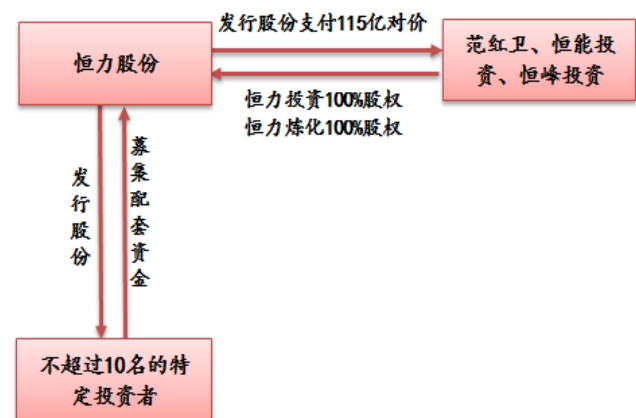 发行股份支付115亿对价
恒力股份
范红卫、恒能投
资、恒峰投资
恒力投资100%股权
恒力炼化100%股权
发行股份
募集配套资金
不超过10名的特
定投资者